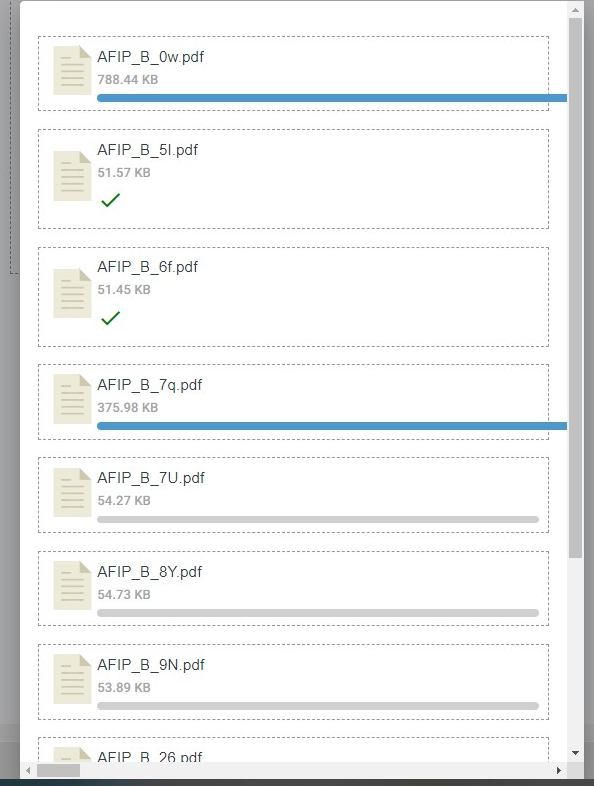 AFIP_B_0w.pdf
788.44 KB
AFIP_B_5I.pdf
51.57 KB
AFIP_B_6f.pdf
51.45 KB
AFIP_B_7q.pdf
375.98 KB
AFIP_B_7U.pdf
54.27 KB
AFIP_B_8Y.pdf
54.73 KB
AFIP_B_9N.pdf
53.89 KB
AFIP_B_26.pdf